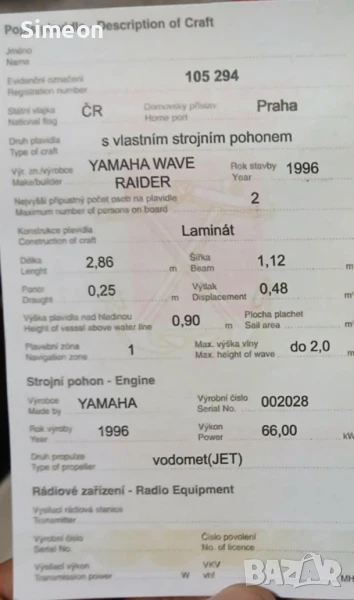 Simeon
Description of Craft
Jméno
Name
Evidenční označení 105 294
Registration number
Státní vlajka ČR Domovský přístav Praha
National flag Home port
Druh plavidla s vlastním strojním pohonem
Type of craft
Výr. zn./výrobce YAMAHA WAVE RAIDER Rok stavby 1996
Make/builder Year
Nejvyšší přípustný počet osob na plavidle 2
Maximum number of persons on board
Konstrukce plavidla Laminát
Construction of craft
Délka 2,86 m Šířka 1,12 m
Lenght Beam
Ponor 0,25 m Výtlak 0,48 m³
Draught Displacement
Výška plavidla nad hladinou 0,90 m Plocha plachet
Height of vessel above water line Sail area
Plavební zóna 1 Max. výška vlny do 2,0 m
Navigation zone Max. height of wave
Strojní pohon - Engine
Výrobce YAMAHA Výrobní číslo 002028
Made by Serial No.
Rok výroby 1996 Výkon 66,00 kW
Year Power
Druh propulze vodomet(JET)
Type of propeller
Rádiové zařízení - Radio Equipment
Vysílací rádiová stanice
Transmitter
Výrobní číslo Číslo povolení
Serial No. No. of licence
Vysílací výkon VKV
Transmission power W vhf MH
bazar.bg